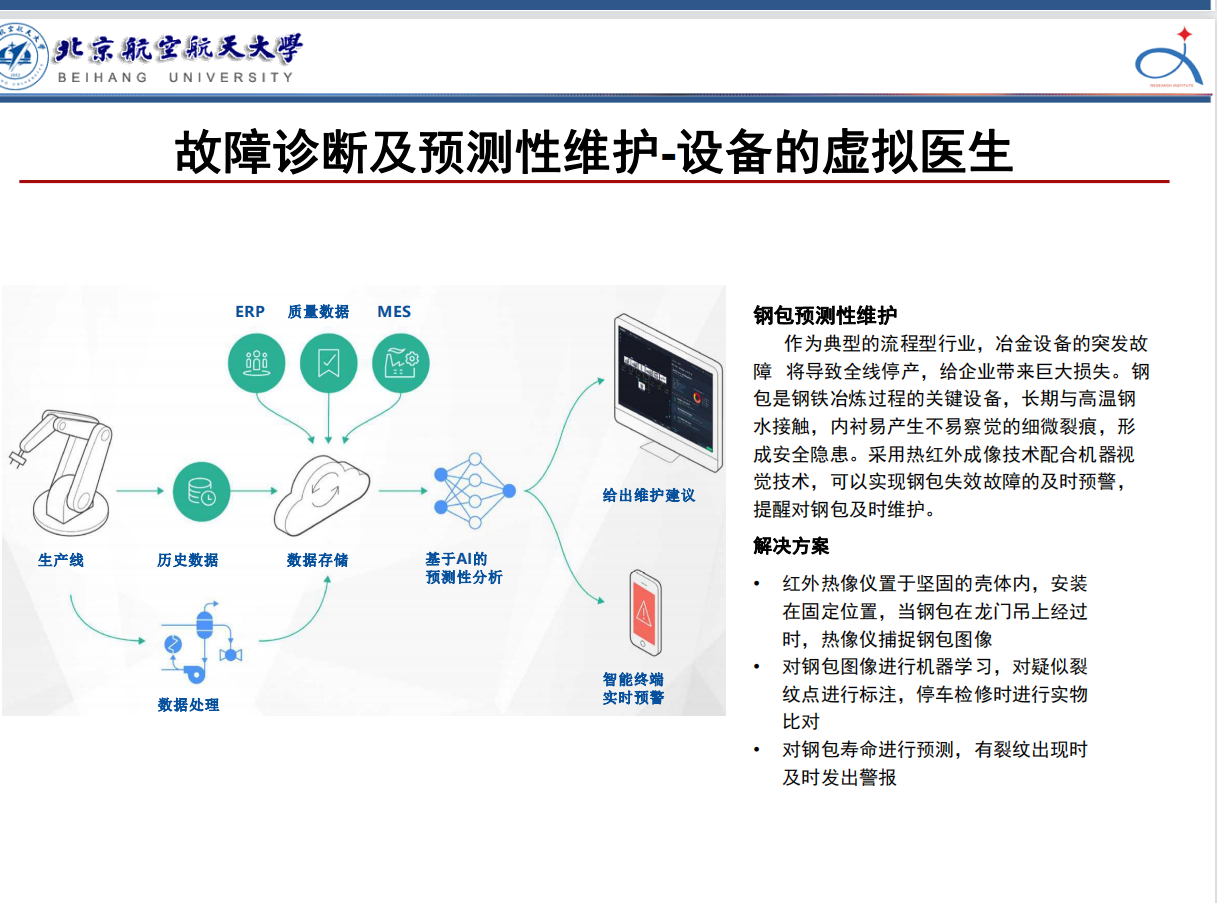 北京航空航天大學
BEIHANG UNIVERSITY
故障诊断及预测性维护-设备的虚拟医生
ERP 质量数据 MES
生产线
历史数据
数据存储
基于AI的
预测性分析
给出维护建议
数据处理
智能终端
实时预警
钢包预测性维护
作为典型的流程型行业，冶金设备的突发故
障 将导致全线停产，给企业带来巨大损失。钢
包是钢铁冶炼过程的关键设备，长期与高温钢
水接触，内衬易产生不易察觉的细微裂痕，形
成安全隐患。采用热红外成像技术配合机器视
觉技术，可以实现钢包失效故障的及时预警，
提醒对钢包及时维护。
解决方案
• 红外热像仪置于坚固的壳体内，安装
在固定位置，当钢包在龙门吊上经过
时，热像仪捕捉钢包图像
• 对钢包图像进行机器学习，对疑似裂
纹点进行标注，停车检修时进行实物
比对
• 对钢包寿命进行预测，有裂纹出现时
及时发出警报